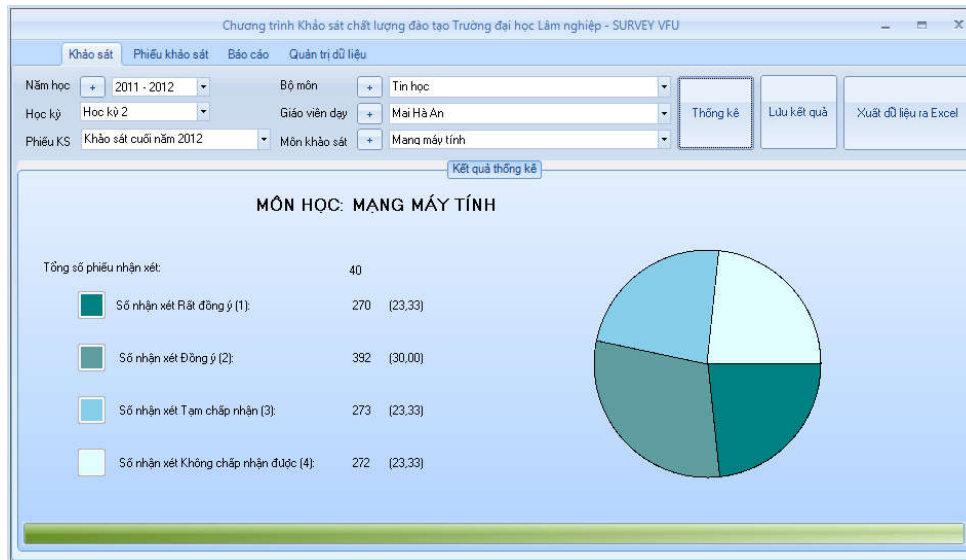 Chương trình Khảo sát chất lượng đào tạo Trường đại học Lâm nghiệp - SURVEY VFU
Khảo sát Phiếu khảo sát Báo cáo Quản trị dữ liệu
Năm học + 2011 - 2012 Bộ môn + Tin học
Học kỳ Học kỳ 2 Giáo viên dạy + Mai Hà An
Phiếu KS Khảo sát cuối năm 2012 Môn khảo sát + Mạng máy tính
Thống kê Lưu kết quả Xuất dữ liệu ra Excel
Kết quả thống kê
MÔN HỌC: MẠNG MÁY TÍNH
Tổng số phiếu nhận xét: 40
Số nhận xét Rất đồng ý (1): 270 (23,33)
Số nhận xét Đồng ý (2): 392 (30,00)
Số nhận xét Tạm chấp nhận (3): 273 (23,33)
Số nhận xét Không chấp nhận được (4): 272 (23,33)